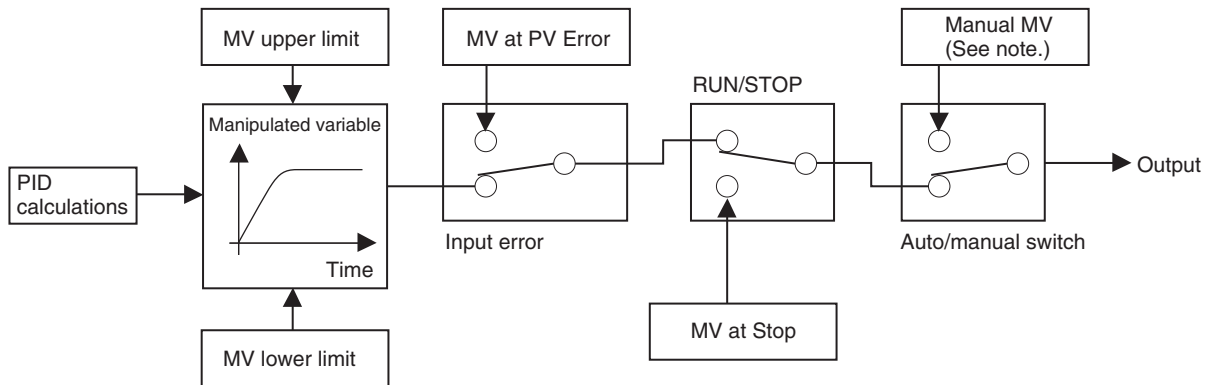 MV upper limit
MV at PV Error
Manual MV
(See note.)
RUN/STOP
Manipulated variable
PID
calculations
Time
Input error
Auto/manual switch
Output
MV at Stop
MV lower limit